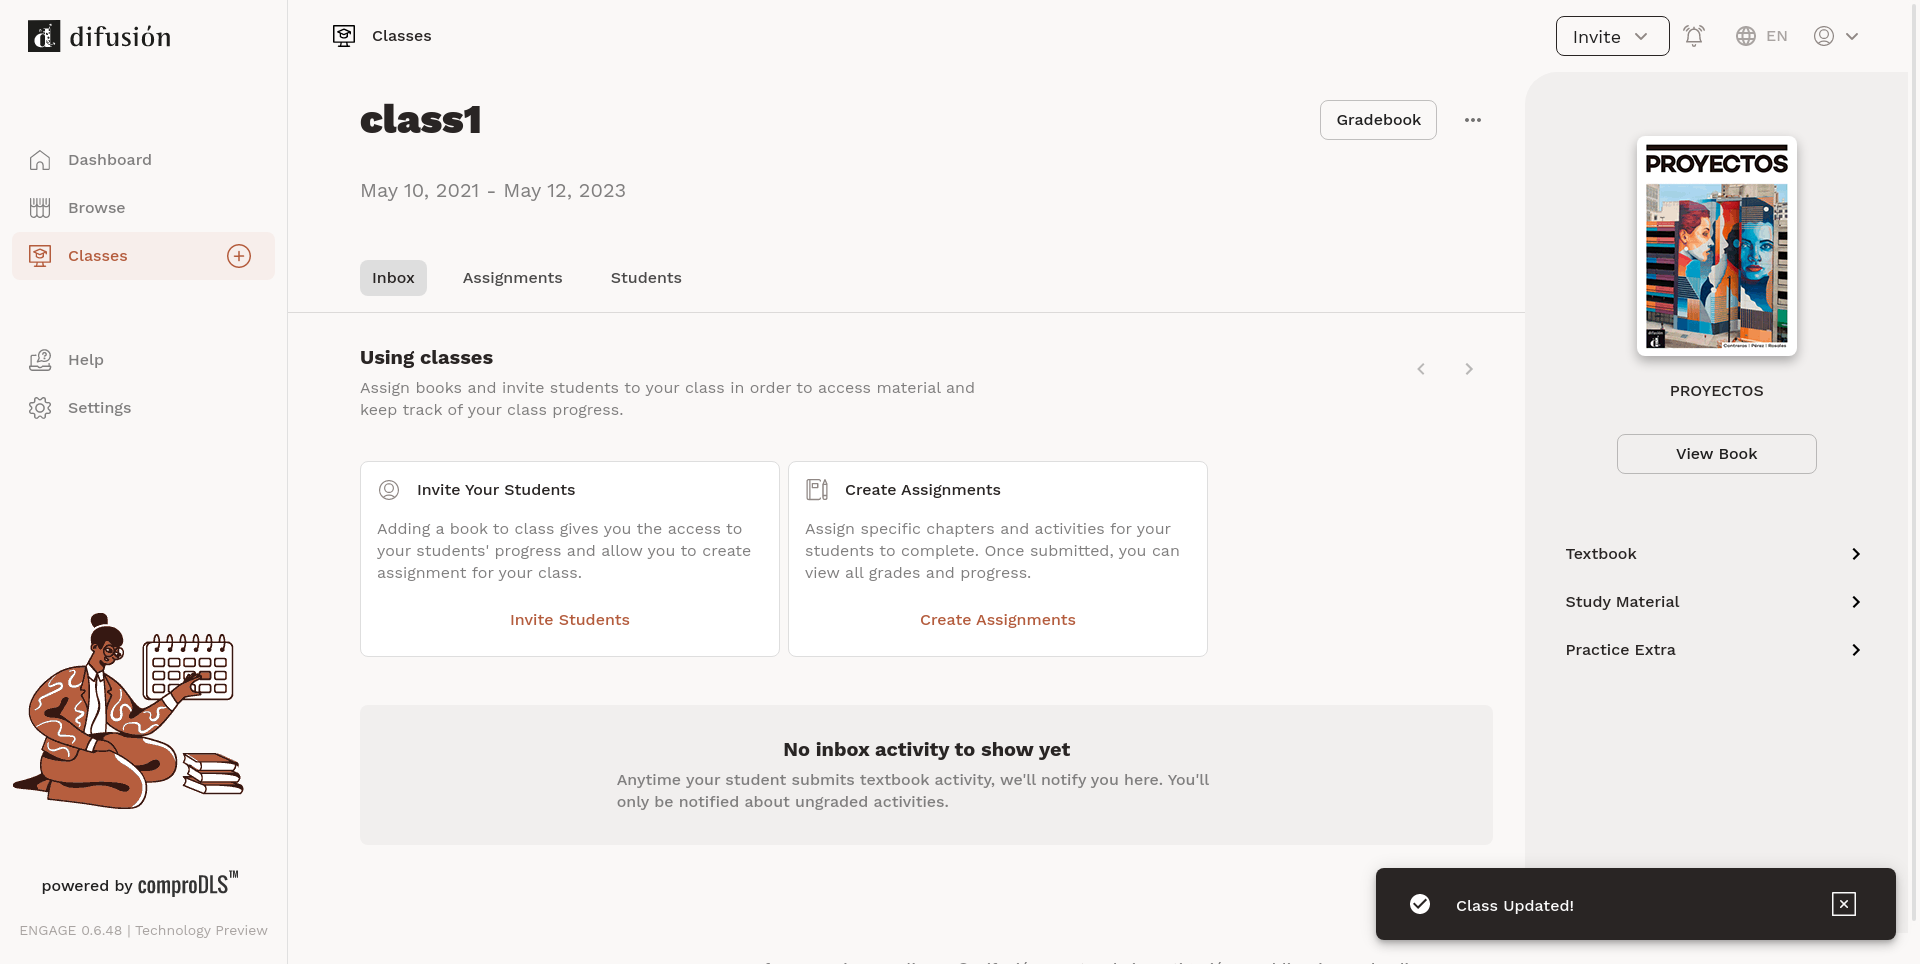 difusión
Classes
Invite
EN
Dashboard
Browse
Classes
Help
Settings
powered by comproDLS™
ENGAGE 0.6.48 | Technology Preview
class1
Gradebook
May 10, 2021 - May 12, 2023
Inbox
Assignments
Students
Using classes
Assign books and invite students to your class in order to access material and
keep track of your class progress.
Invite Your Students
Adding a book to class gives you the access to
your students' progress and allow you to create
assignment for your class.
Invite Students
Create Assignments
Assign specific chapters and activities for your
students to complete. Once submitted, you can
view all grades and progress.
Create Assignments
No inbox activity to show yet
Anytime your student submits textbook activity, we'll notify you here. You'll
only be notified about ungraded activities.
PROYECTOS
difusión
Contreras | Pérez | Rosales
PROYECTOS
View Book
Textbook
Study Material
Practice Extra
Class Updated!